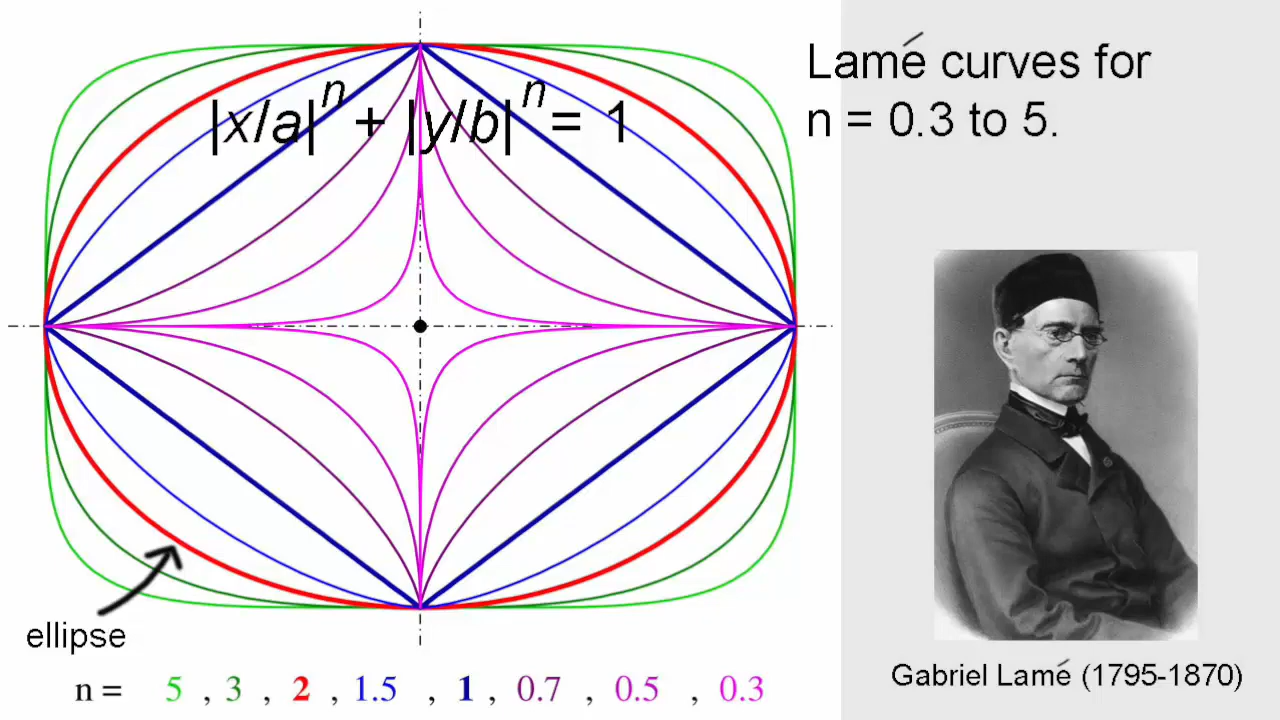 |x/a|ⁿ + |y/b|ⁿ = 1
Lamé curves for
n = 0.3 to 5.
ellipse
n = 5 , 3 , 2 , 1.5 , 1 , 0.7 , 0.5 , 0.3
Gabriel Lamé (1795-1870)